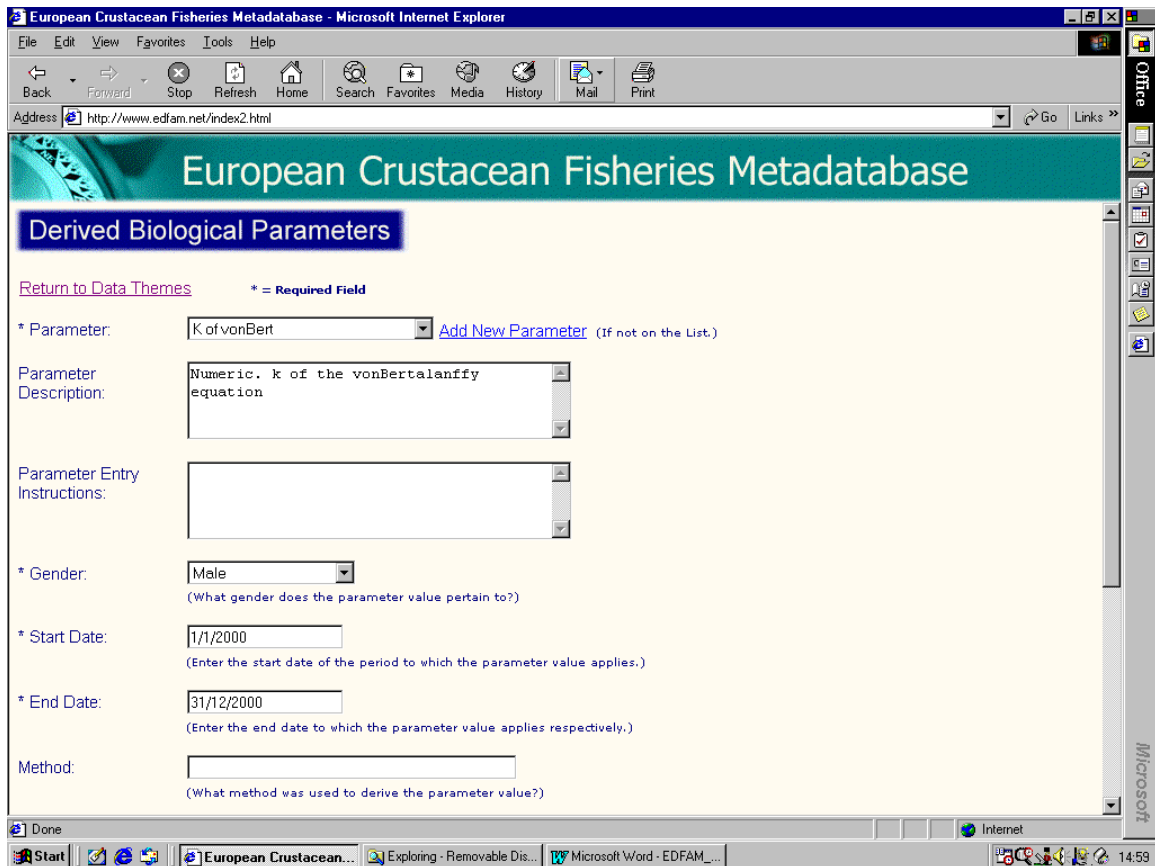 European Crustacean Fisheries Metadatabase - Microsoft Internet Explorer
File Edit View Favorites Tools Help
Back Forward Stop Refresh Home Search Favorites Media History Mail Print
Address http://www.edfam.net/index2.html Go Links »
Office
European Crustacean Fisheries Metadatabase
Derived Biological Parameters
Return to Data Themes * = Required Field
* Parameter: K of vonBert Add New Parameter (If not on the List.)
Parameter Description: Numeric. k of the vonBertalanffy
equation
Parameter Entry
Instructions:
* Gender: Male
(What gender does the parameter value pertain to?)
* Start Date: 1/1/2000
(Enter the start date of the period to which the parameter value applies.)
* End Date: 31/12/2000
(Enter the end date to which the parameter value applies respectively.)
Method:
(What method was used to derive the parameter value?)
Microsoft
Done Internet
Start European Crustacean... Exploring - Removable Dis... Microsoft Word - EDFAM_... 14:59